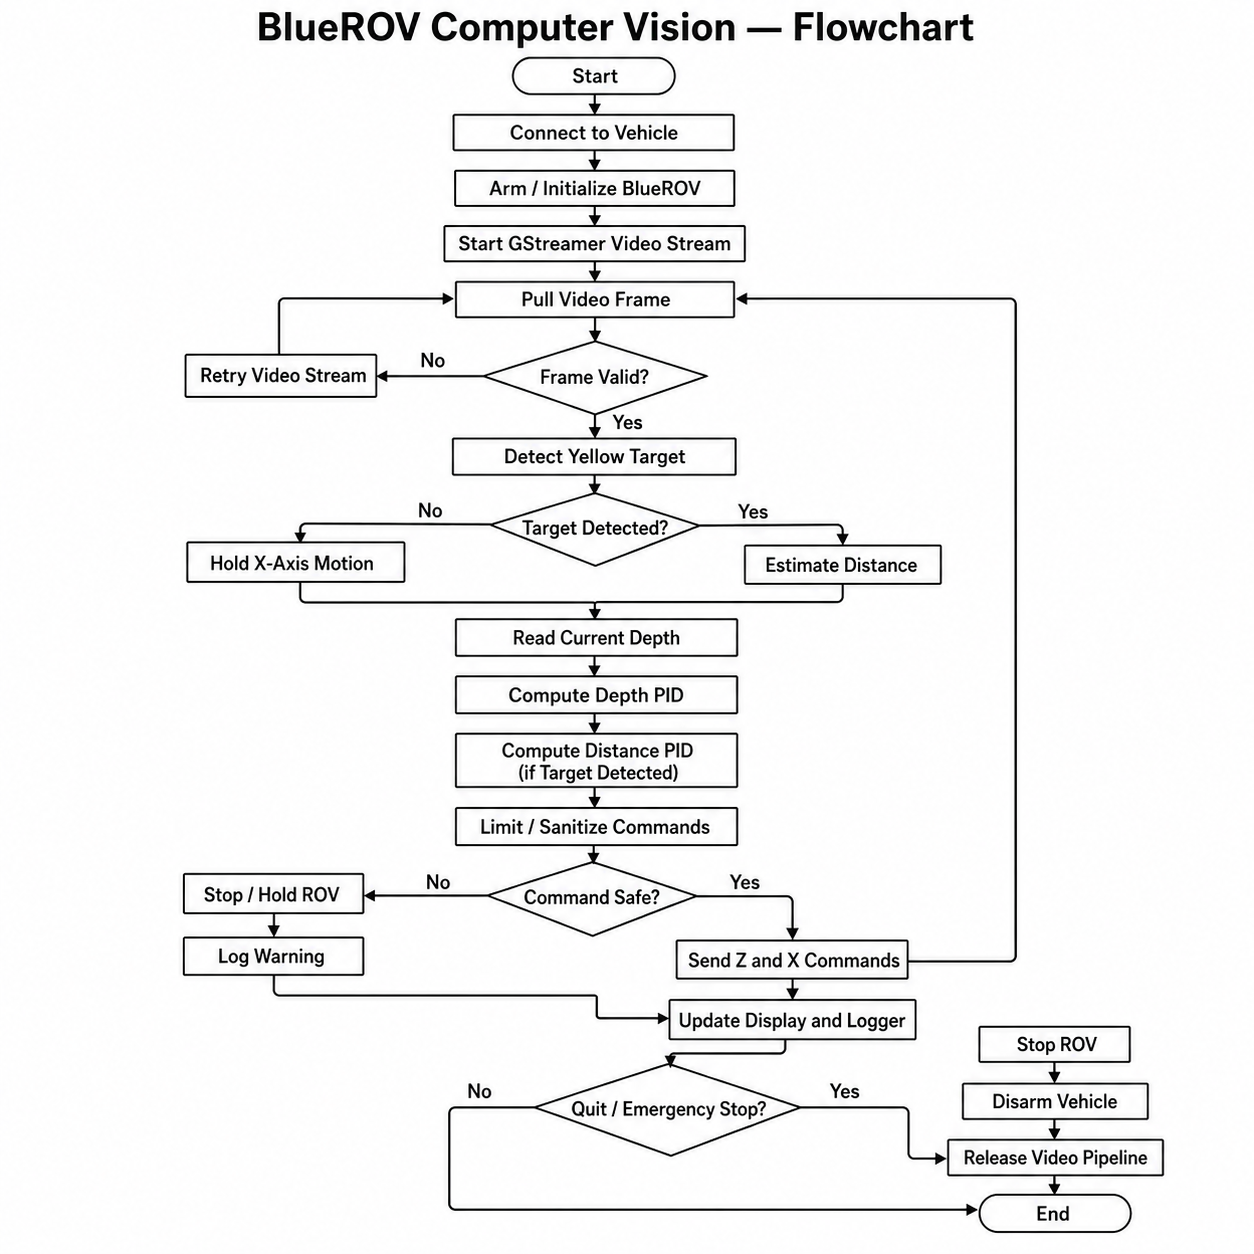 BlueROV Computer Vision — Flowchart
Start
Connect to Vehicle
Arm / Initialize BlueROV
Start GStreamer Video Stream
Pull Video Frame
Retry Video Stream
No
Frame Valid?
Yes
Detect Yellow Target
No
Target Detected?
Yes
Hold X-Axis Motion
Estimate Distance
Read Current Depth
Compute Depth PID
Compute Distance PID
(if Target Detected)
Limit / Sanitize Commands
Stop / Hold ROV
No
Command Safe?
Yes
Log Warning
Send Z and X Commands
Update Display and Logger
Stop ROV
No
Quit / Emergency Stop?
Yes
Disarm Vehicle
Release Video Pipeline
End